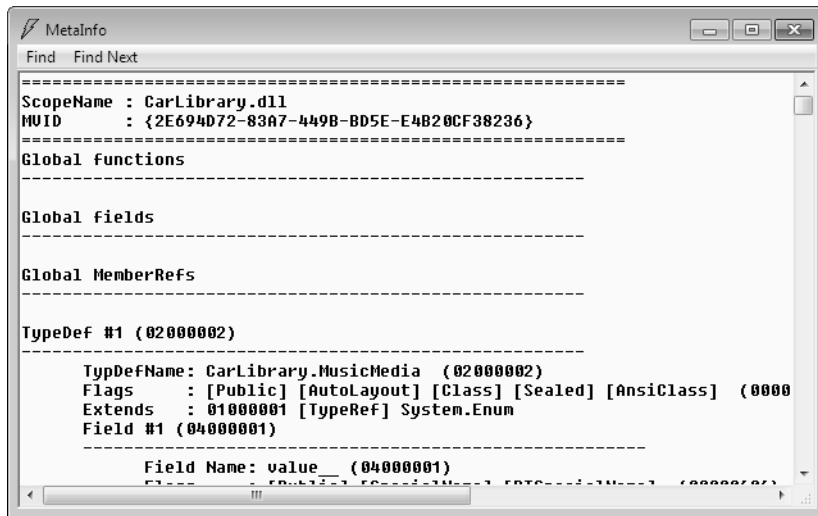 MetaInfo
Find Find Next
===========================================================
ScopeName : CarLibrary.dll
MVID      : {2E694D72-83A7-449B-BD5E-E4B20CF38236}
===========================================================
Global functions
-------------------------------------------------------
Global fields
-------------------------------------------------------
Global MemberRefs
-------------------------------------------------------
TypeDef #1 (02000002)
-------------------------------------------------------
TypDefName: CarLibrary.MusicMedia  (02000002)
Flags     : [Public] [AutoLayout] [Class] [Sealed] [AnsiClass]  (0000
Extends   : 01000001 [TypeRef] System.Enum
Field #1 (04000001)
-------------------------------------------------------
Field Name: value__ (04000001)